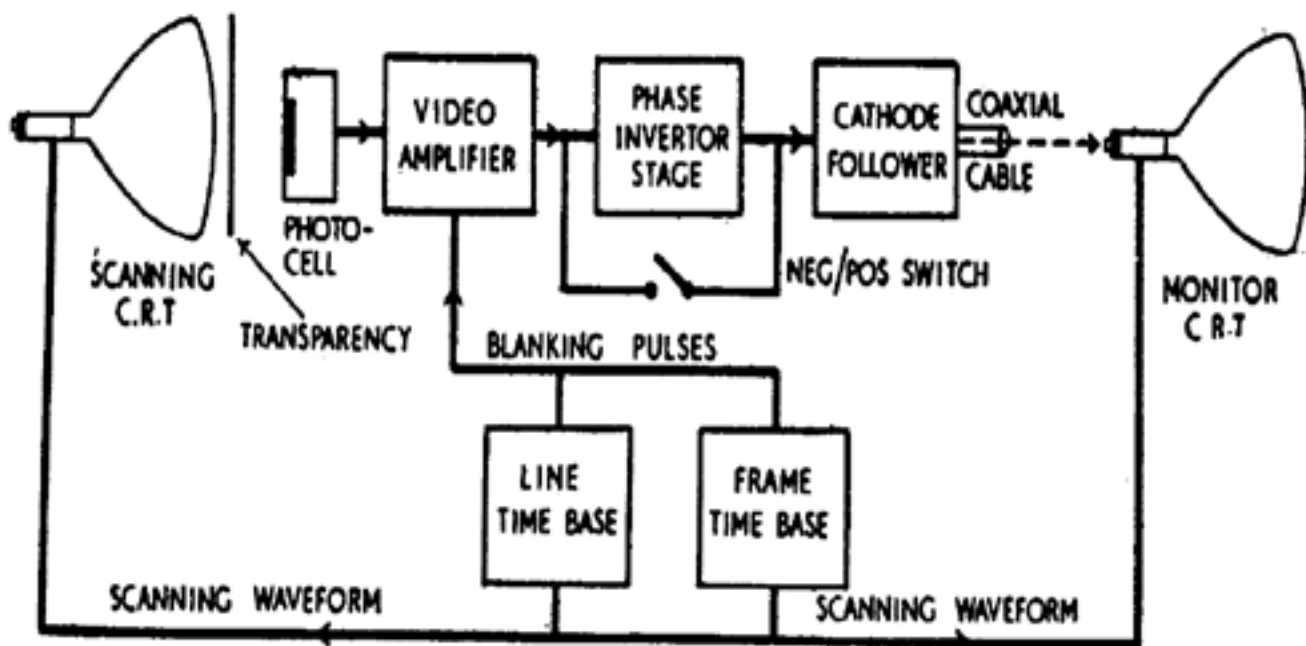 SCANNING
C.R.T
TRANSPARENCY
PHOTO-
CELL
VIDEO
AMPLIFIER
PHASE
INVERTOR
STAGE
CATHODE
FOLLOWER
COAXIAL
CABLE
NEG/POS SWITCH
MONITOR
C R.T
BLANKING PULSES
LINE
TIME BASE
FRAME
TIME BASE
SCANNING WAVEFORM
SCANNING WAVEFORM